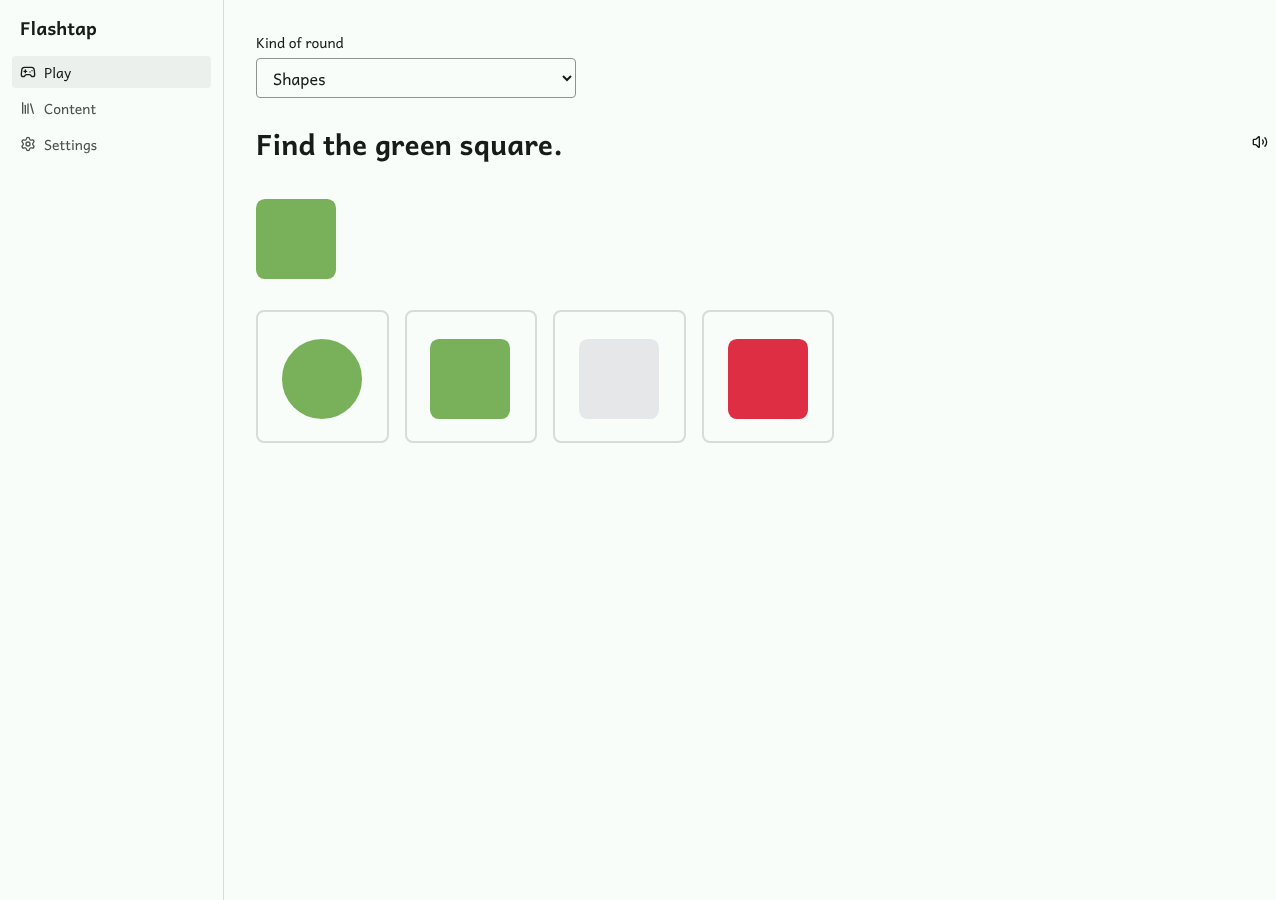 Flashtap
Play
Content
Settings
Kind of round
Shapes
Find the green square.